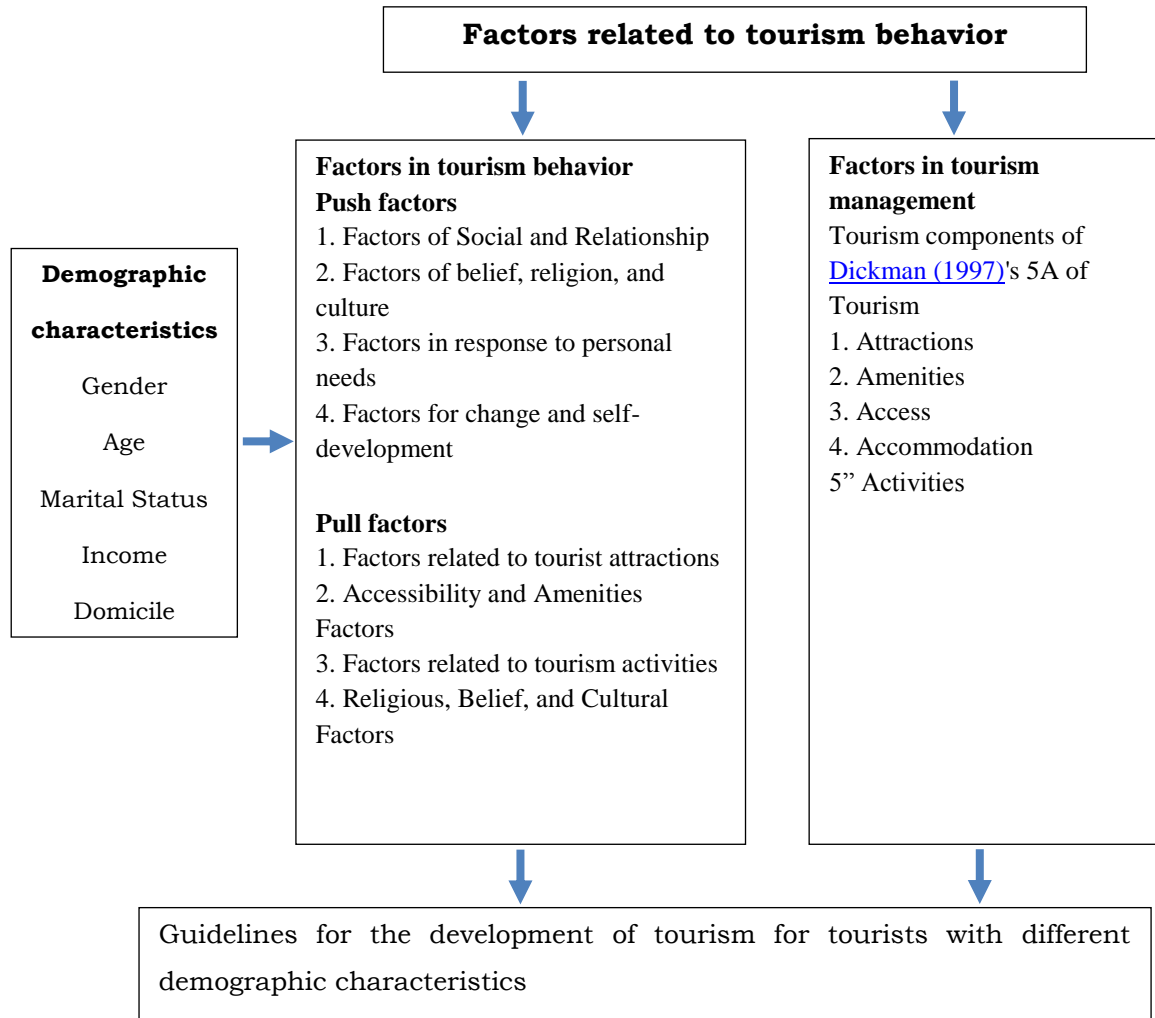 Factors related to tourism behavior
Demographic
characteristics
Gender
Age
Marital Status
Income
Domicile
Factors in tourism behavior
Push factors
1. Factors of Social and Relationship
2. Factors of belief, religion, and
culture
3. Factors in response to personal
needs
4. Factors for change and self-
development
Pull factors
1. Factors related to tourist attractions
2. Accessibility and Amenities
Factors
3. Factors related to tourism activities
4. Religious, Belief, and Cultural
Factors
Factors in tourism
management
Tourism components of
Dickman (1997)'s 5A of
Tourism
1. Attractions
2. Amenities
3. Access
4. Accommodation
5” Activities
Guidelines for the development of tourism for tourists with different
demographic characteristics